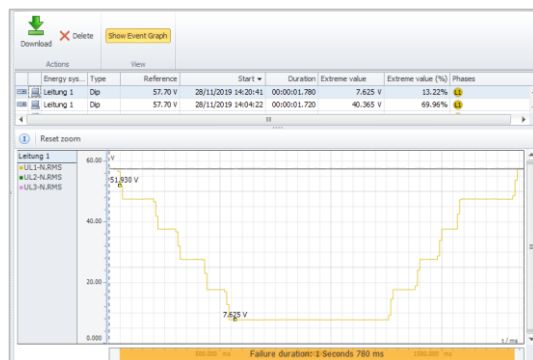 Download
Delete
Show Event Graph
Actions
View
Energy sys... Type Reference Start Duration Extreme value Extreme value (%) Phases
Leitung 1 Dip 57.70 V 28/11/2019 14:20:41 00:00:01.780 7.625 V 13.22% L1
Leitung 1 Dip 57.70 V 28/11/2019 14:04:22 00:00:01.720 40.365 V 69.96% L1
Reset zoom
Leitung 1
UL1-N.RMS
UL2-N.RMS
UL3-N.RMS
60.00
V
51.938 V
40.00
20.00
7.625 V
0.000
t / ms
Failure duration: 1 Seconds 780 ms